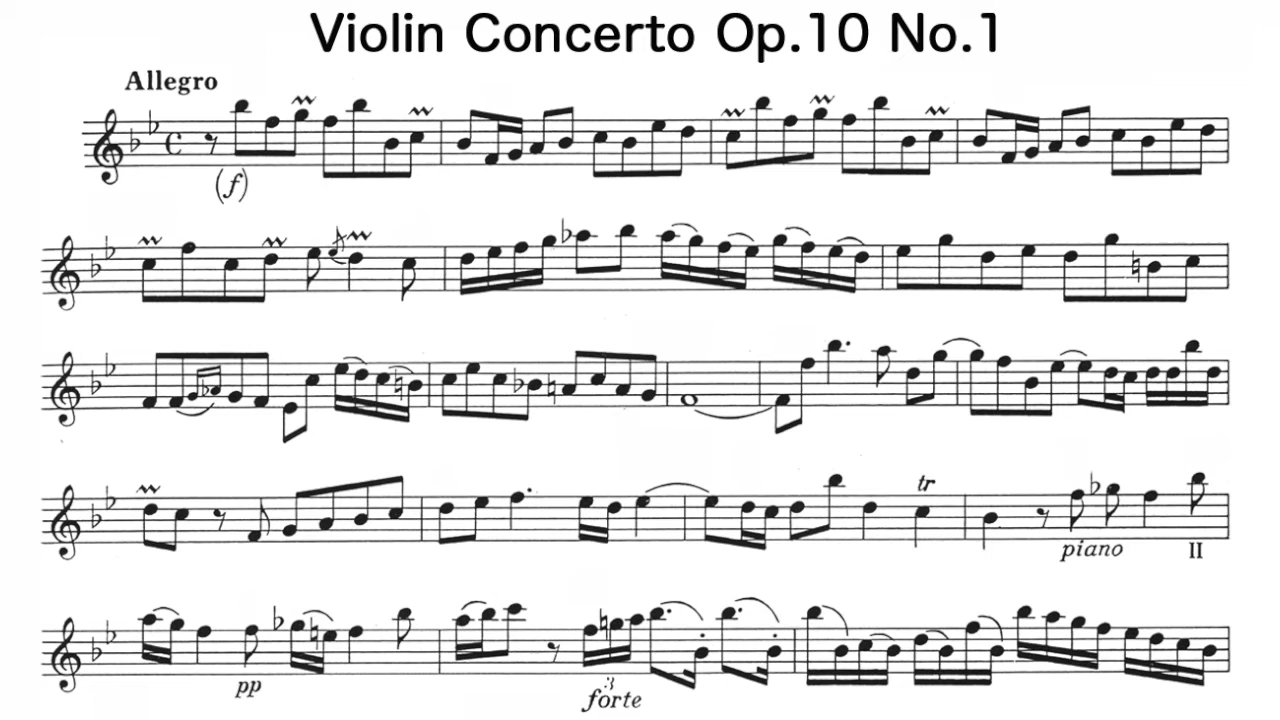 Violin Concerto Op.10 No.1
Allegro
(f)
tr
piano
II
pp
3
forte